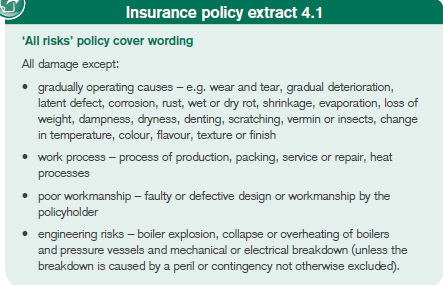 Insurance policy extract 4.1
‘All risks’ policy cover wording
All damage except:
• gradually operating causes – e.g. wear and tear, gradual deterioration,
latent defect, corrosion, rust, wet or dry rot, shrinkage, evaporation, loss of
weight, dampness, dryness, denting, scratching, vermin or insects, change
in temperature, colour, flavour, texture or finish
• work process – process of production, packing, service or repair, heat
processes
• poor workmanship – faulty or defective design or workmanship by the
policyholder
• engineering risks – boiler explosion, collapse or overheating of boilers
and pressure vessels and mechanical or electrical breakdown (unless the
breakdown is caused by a peril or contingency not otherwise excluded).